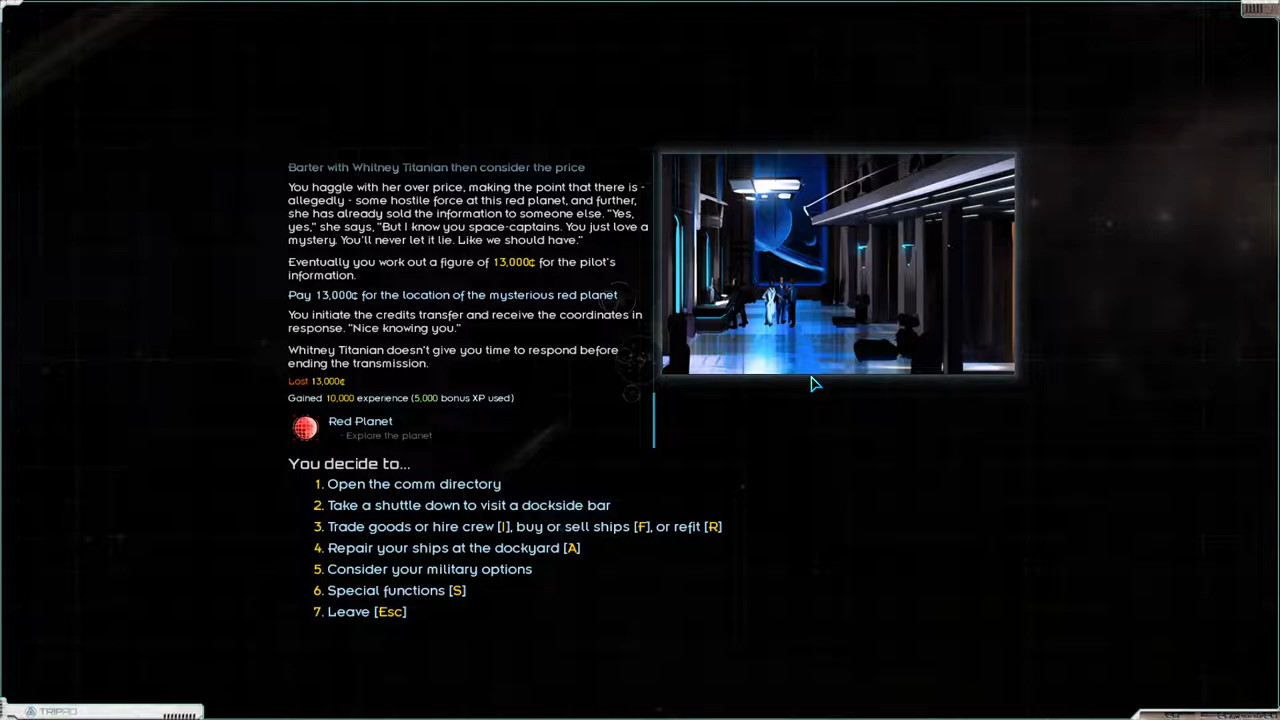 Barter with Whitney Titanian then consider the price
You haggle with her over price, making the point that there is -
allegedly - some hostile force at this red planet, and further,
she has already sold the information to someone else. "Yes,
yes," she says, "But I know you space-captains. You just love a
mystery. You'll never let it lie. Like we should have."
Eventually you work out a figure of 13,000¢ for the pilot's
information.
Pay 13,000¢ for the location of the mysterious red planet
You initiate the credits transfer and receive the coordinates in
response. "Nice knowing you."
Whitney Titanian doesn't give you time to respond before
ending the transmission.
Lost 13,000¢
Gained 10,000 experience (5,000 bonus XP used)
Red Planet
· Explore the planet
You decide to...
1. Open the comm directory
2. Take a shuttle down to visit a dockside bar
3. Trade goods or hire crew [I], buy or sell ships [F], or refit [R]
4. Repair your ships at the dockyard [A]
5. Consider your military options
6. Special functions [S]
7. Leave [Esc]
TRIPAD